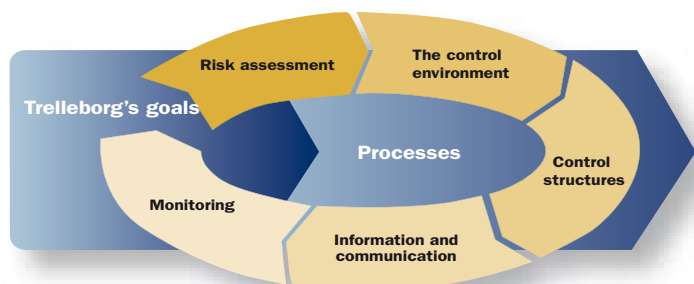 Risk assessment
The control
environment
Trelleborg's goals
Processes
Control
structures
Monitoring
Information and
communication